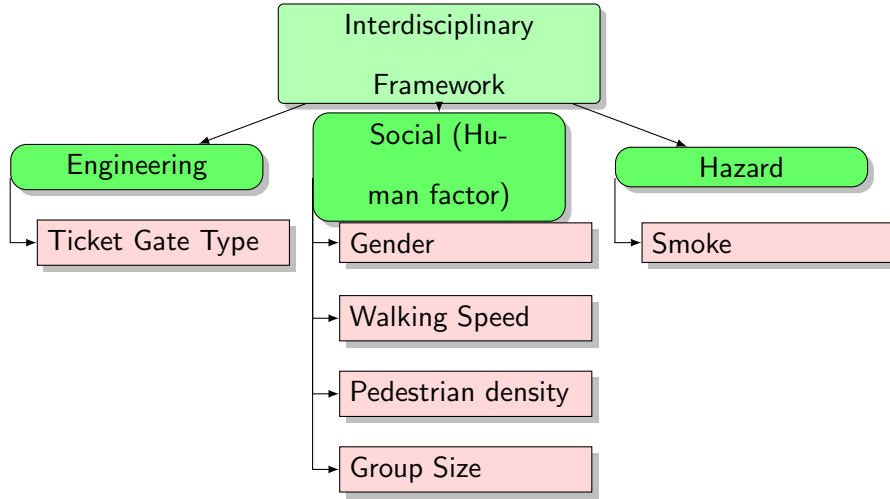 Interdisciplinary
Framework
Engineering
Social (Hu-
man factor)
Hazard
Ticket Gate Type
Gender
Smoke
Walking Speed
Pedestrian density
Group Size